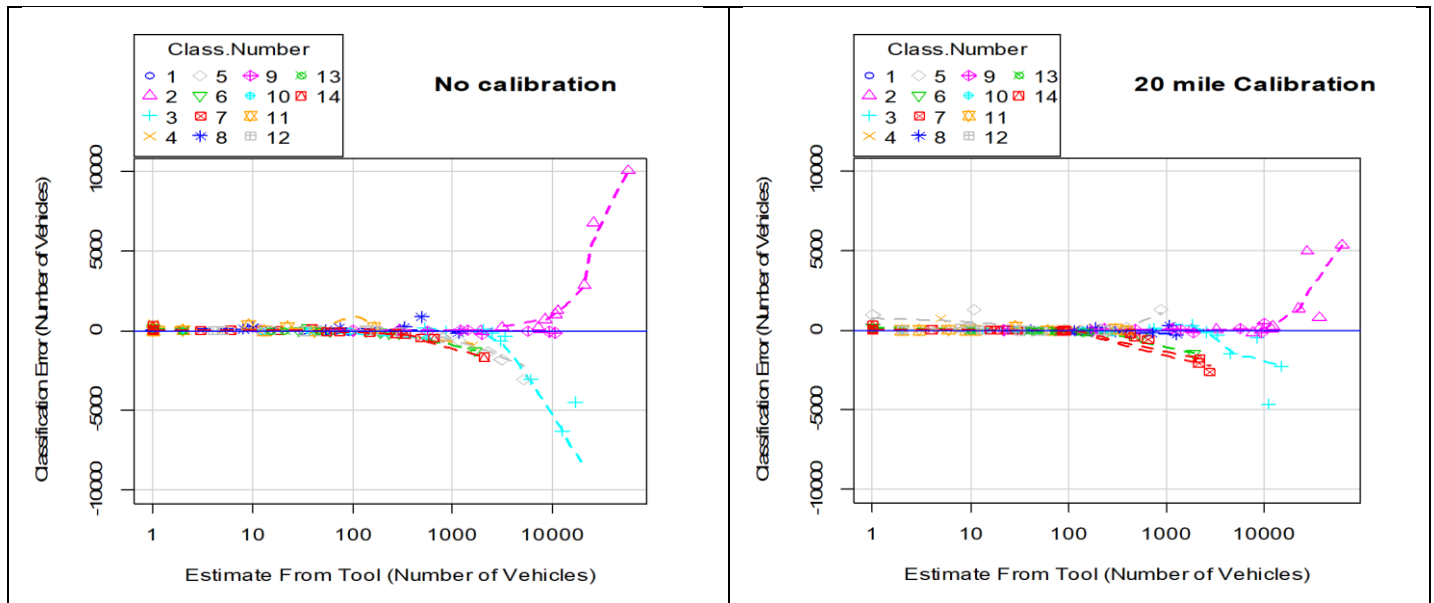 Class.Number
1 5 9 13
2 6 10 14
3 7 11
4 8 12
No calibration
Classification Error (Number of Vehicles)
10000
5000
0
-5000
-10000
1 10 100 1000 10000
Estimate From Tool (Number of Vehicles)
Class.Number
1 5 9 13
2 6 10 14
3 7 11
4 8 12
20 mile Calibration
Classification Error (Number of Vehicles)
10000
5000
0
-5000
-10000
1 10 100 1000 10000
Estimate From Tool (Number of Vehicles)